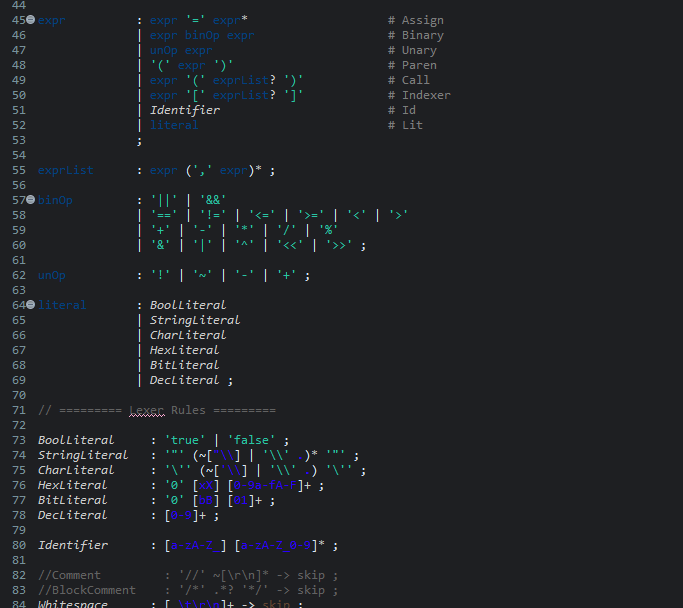 44
45 expr : expr '=' expr* # Assign
46 | expr binOp expr # Binary
47 | unOp expr # Unary
48 | '(' expr ')' # Paren
49 | expr '(' exprList? ')' # Call
50 | expr '[' exprList? ']' # Indexer
51 | Identifier # Id
52 | literal # Lit
53 ;
54
55 exprList : expr (',' expr)* ;
56
57 binOp : '||' | '&&'
58 | '==' | '!=' | '<=' | '>=' | '<' | '>'
59 | '+' | '-' | '*' | '/' | '%'
60 | '&' | '|' | '^' | '<<' | '>>' ;
61
62 unOp : '!' | '~' | '-' | '+' ;
63
64 literal : BoolLiteral
65 | StringLiteral
66 | CharLiteral
67 | HexLiteral
68 | BitLiteral
69 | DecLiteral ;
70
71 // ========= Lexer Rules =========
72
73 BoolLiteral : 'true' | 'false' ;
74 StringLiteral : '"' (~["\\] | '\\' .)* '"' ;
75 CharLiteral : '\'' (~['\\] | '\\' .) '\'' ;
76 HexLiteral : '0' [xX] [0-9a-fA-F]+ ;
77 BitLiteral : '0' [bB] [01]+ ;
78 DecLiteral : [0-9]+ ;
79
80 Identifier : [a-zA-Z_] [a-zA-Z_0-9]* ;
81
82 //Comment : '//' ~[\r\n]* -> skip ;
83 //BlockComment : '/*' .*? '*/' -> skip ;
84 Whitespace : [ \t\r\n]+ -> skip ;